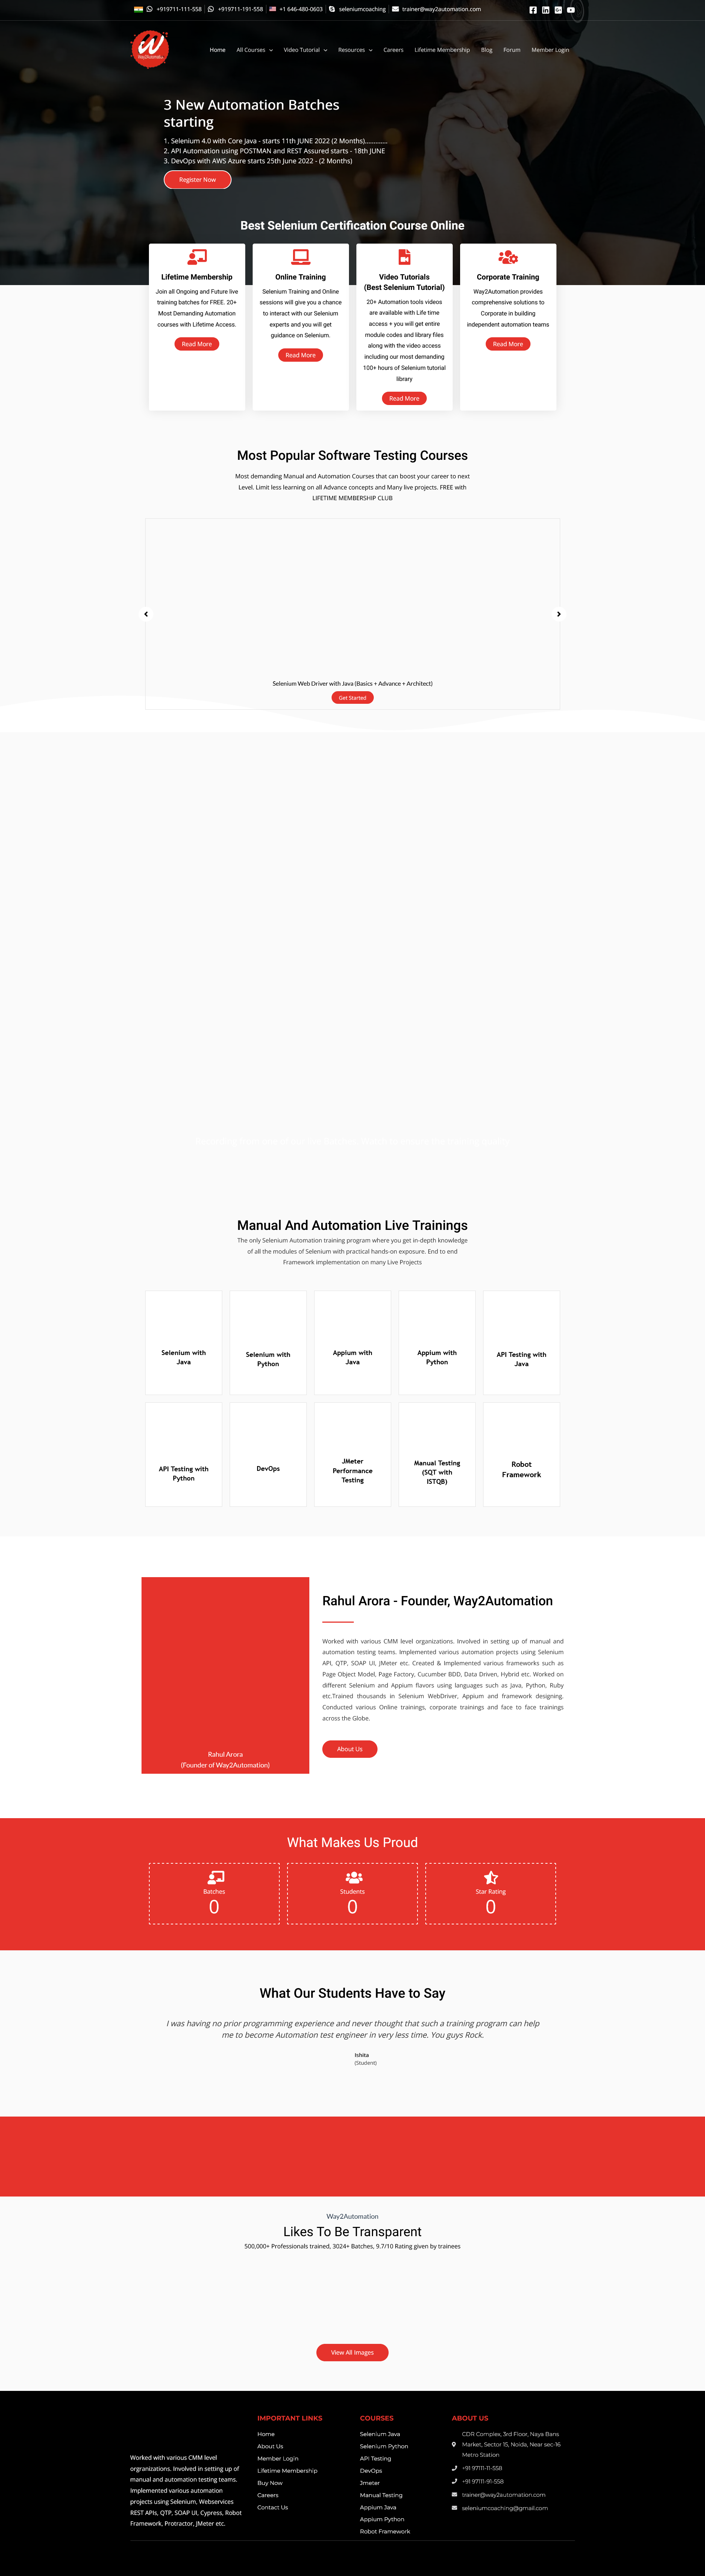 +919711-111-558
+919711-191-558
+1 646-480-0603
seleniumcoaching
trainer@way2automation.com
Way2Automation
Home
All Courses
Video Tutorial
Resources
Careers
Lifetime Membership
Blog
Forum
Member Login
3 New Automation Batches
starting
1. Selenium 4.0 with Core Java - starts 11th JUNE 2022 (2 Months)............
2. API Automation using POSTMAN and REST Assured starts - 18th JUNE
3. DevOps with AWS Azure starts 25th June 2022 - (2 Months)
Register Now
Best Selenium Certification Course Online
Lifetime Membership
Join all Ongoing and Future live
training batches for FREE. 20+
Most Demanding Automation
courses with Lifetime Access.
Read More
Online Training
Selenium Training and Online
sessions will give you a chance
to interact with our Selenium
experts and you will get
guidance on Selenium.
Read More
Video Tutorials
(Best Selenium Tutorial)
20+ Automation tools videos
are available with Life time
access + you will get entire
module codes and library files
along with the video access
including our most demanding
100+ hours of Selenium tutorial
library
Read More
Corporate Training
Way2Automation provides
comprehensive solutions to
Corporate in building
independent automation teams
Read More
Most Popular Software Testing Courses
Most demanding Manual and Automation Courses that can boost your career to next
Level. Limit less learning on all Advance concepts and Many live projects. FREE with
LIFETIME MEMBERSHIP CLUB
Selenium Web Driver with Java (Basics + Advance + Architect)
Get Started
Manual And Automation Live Trainings
The only Selenium Automation training program where you get in-depth knowledge
of all the modules of Selenium with practical hands-on exposure. End to end
Framework implementation on many Live Projects
Selenium with
Java
Selenium with
Python
Appium with
Java
Appium with
Python
API Testing with
Java
API Testing with
Python
DevOps
JMeter
Performance
Testing
Manual Testing
(SQT with
ISTQB)
Robot
Framework
Rahul Arora
(Founder of Way2Automation)
Rahul Arora - Founder, Way2Automation
Worked with various CMM level organizations. Involved in setting up of manual and
automation testing teams. Implemented various automation projects using Selenium
API, QTP, SOAP UI, JMeter etc. Created & Implemented various frameworks such as
Page Object Model, Page Factory, Cucumber BDD, Data Driven, Hybrid etc. Worked on
different Selenium and Appium flavors using languages such as Java, Python, Ruby
etc.Trained thousands in Selenium WebDriver, Appium and framework designing.
Conducted various Online trainings, corporate trainings and face to face trainings
across the Globe.
About Us
What Makes Us Proud
Batches
0
Students
0
Star Rating
0
What Our Students Have to Say
I was having no prior programming experience and never thought that such a training program can help
me to become Automation test engineer in very less time. You guys Rock.
Ishita
(Student)
Way2Automation
Likes To Be Transparent
500,000+ Professionals trained, 3024+ Batches, 9.7/10 Rating given by trainees
View All Images
Worked with various CMM level
orgranizations. Involved in setting up of
manual and automation testing teams.
Implemented various automation
projects using Selenium, Webservices
REST APIs, QTP, SOAP UI, Cypress, Robot
Framework, Protractor, JMeter etc.
IMPORTANT LINKS
Home
About Us
Member Login
Lifetime Membership
Buy Now
Careers
Contact Us
COURSES
Selenium Java
Selenium Python
API Testing
DevOps
Jmeter
Manual Testing
Appium Java
Appium Python
Robot Framework
ABOUT US
CDR Complex, 3rd Floor, Naya Bans
Market, Sector 15, Noida, Near sec-16
Metro Station
+91 97111-11-558
+91 97111-91-558
trainer@way2automation.com
seleniumcoaching@gmail.com